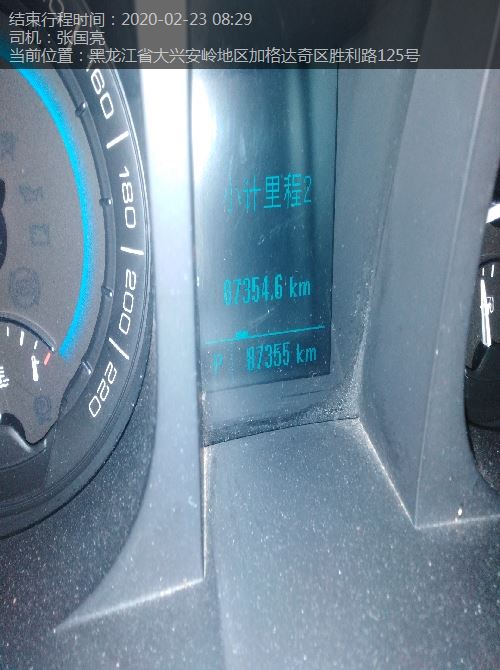 结束行程时间：2020-02-23 08:29
司机：张国亮
当前位置：黑龙江省大兴安岭地区加格达奇区胜利路125号
160
180
200
220
小计里程2
87354.6 km
P 87355 km